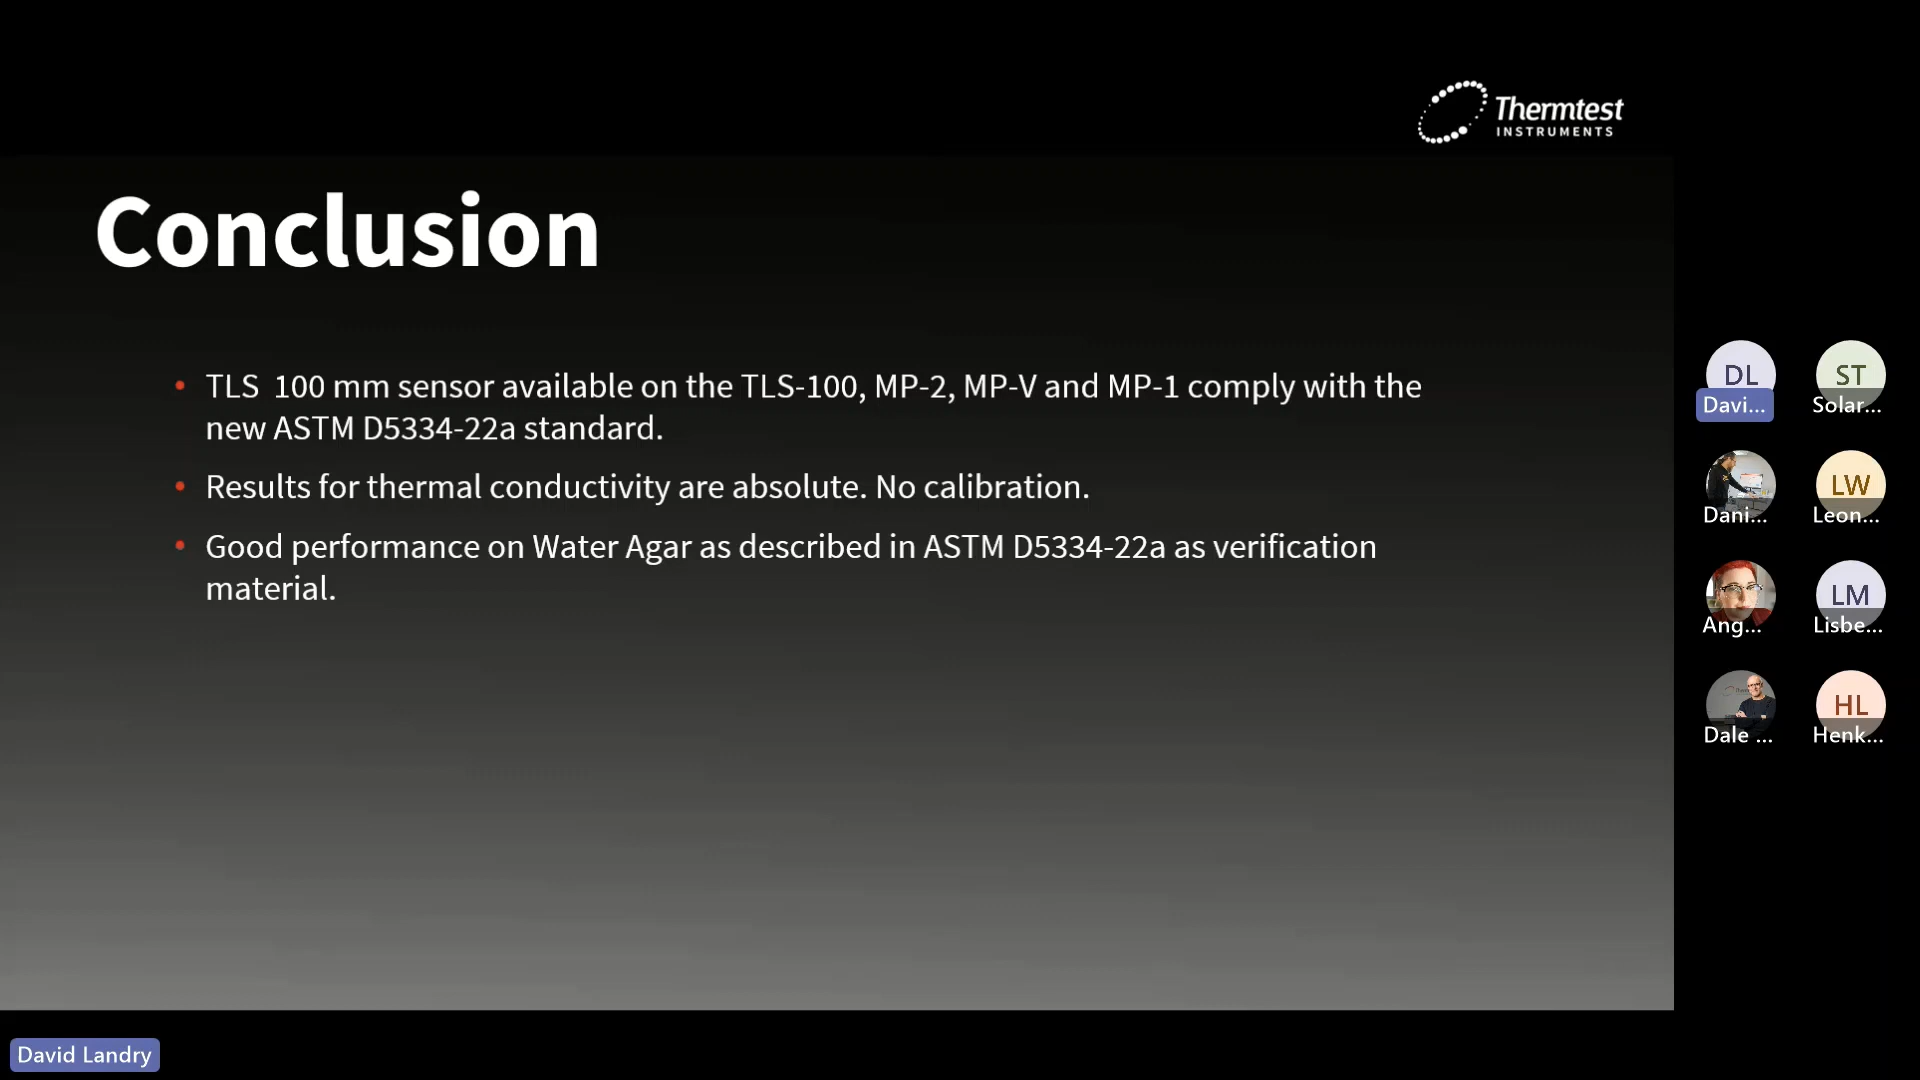 Thermtest
INSTRUMENTS
Conclusion
• TLS  100 mm sensor available on the TLS-100, MP-2, MP-V and MP-1 comply with the
new ASTM D5334-22a standard.
• Results for thermal conductivity are absolute. No calibration.
• Good performance on Water Agar as described in ASTM D5334-22a as verification
material.
DL ST
Davi... Solar...
LW
Dani... Leon...
LM
Ang... Lisbe...
HL
Dale ... Henk...
David Landry